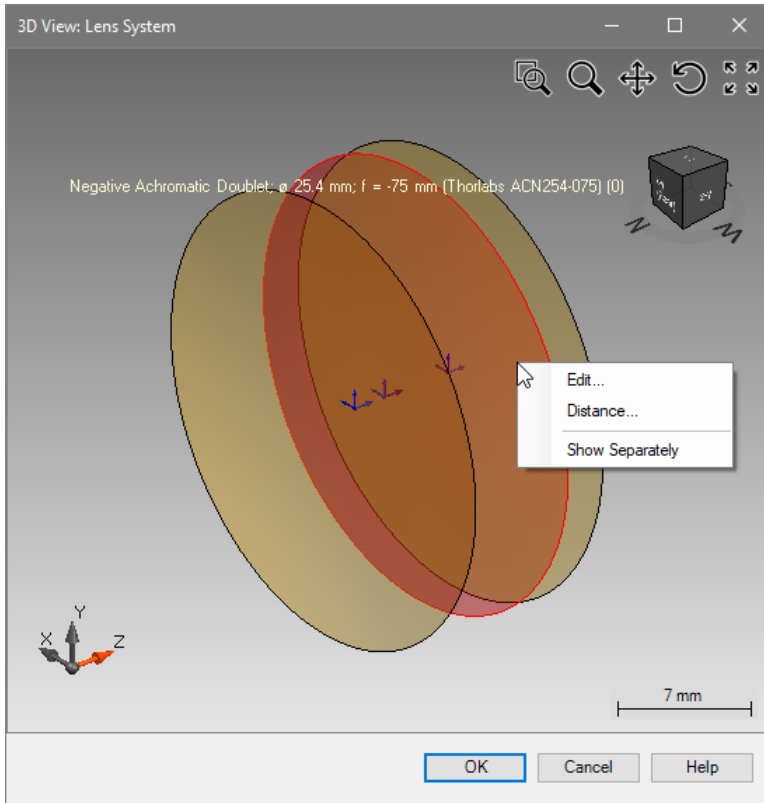 3D View: Lens System
Negative Achromatic Doublet; ø 25.4 mm; f = -75 mm (Thorlabs ACN254-075) (0)
N
M
Edit...
Distance...
Show Separately
Y
X
Z
7 mm
OK
Cancel
Help